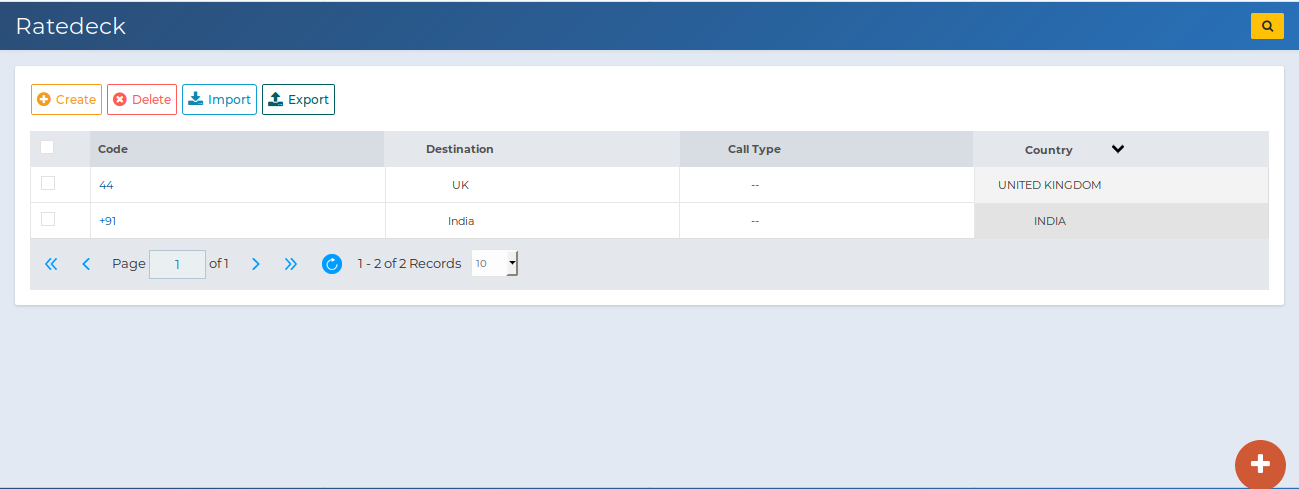 Ratedeck
Create Delete Import Export
Code Destination Call Type Country
44 UK -- UNITED KINGDOM
+91 India -- INDIA
Page 1 of 1 1 - 2 of 2 Records 10